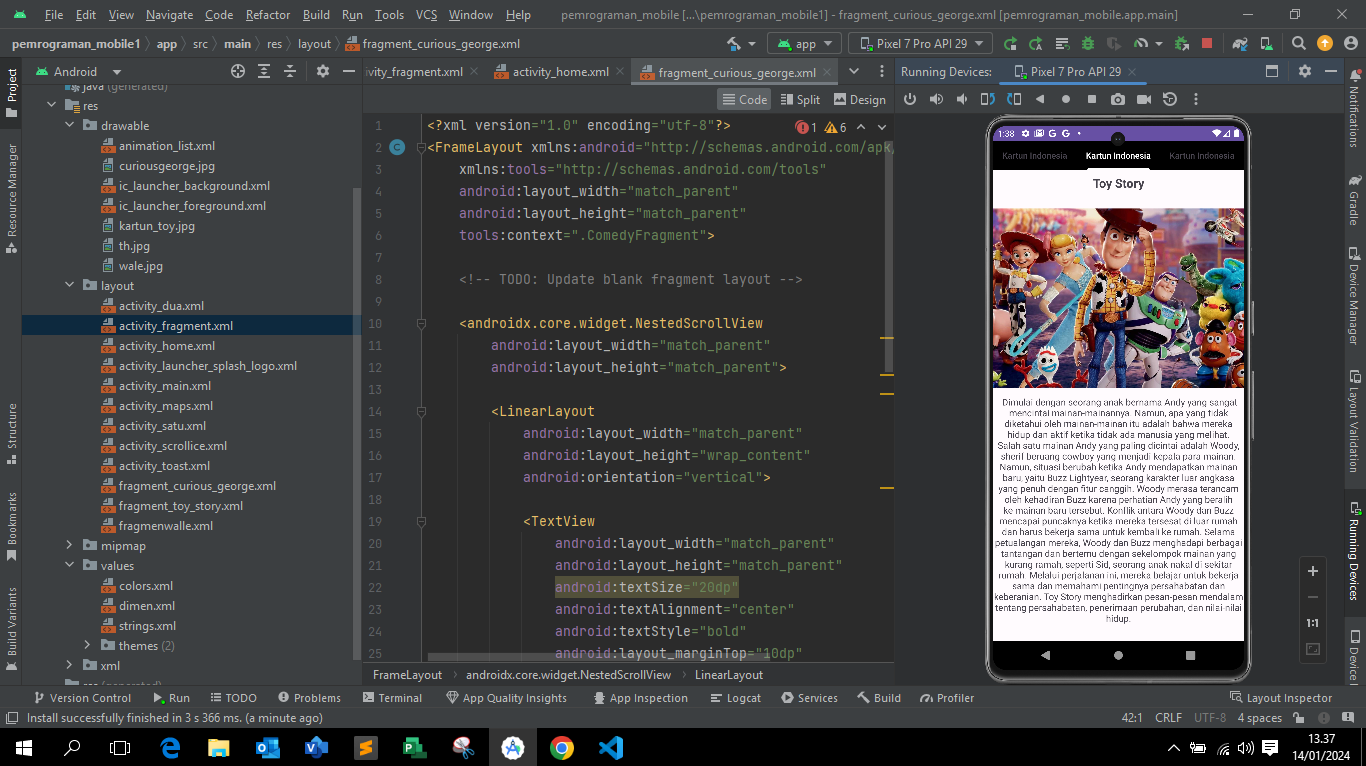 File Edit View Navigate Code Refactor Build Run Tools VCS Window Help pemrograman_mobile [...\pemrograman_mobile1] - fragment_curious_george.xml [pemrograman_mobile.app.main]
pemrograman_mobile1 app src main res layout fragment_curious_george.xml app Pixel 7 Pro API 29
Android
ivity_fragment.xml activity_home.xml fragment_curious_george.xml
Running Devices: Pixel 7 Pro API 29
Code Split Design
Project
Resource Manager
Structure
Bookmarks
Build Variants
java (generated)
res
drawable
animation_list.xml
curiousgeorge.jpg
ic_launcher_background.xml
ic_launcher_foreground.xml
kartun_toy.jpg
th.jpg
wale.jpg
layout
activity_dua.xml
activity_fragment.xml
activity_home.xml
activity_launcher_splash_logo.xml
activity_main.xml
activity_maps.xml
activity_satu.xml
activity_scrollice.xml
activity_toast.xml
fragment_curious_george.xml
fragment_toy_story.xml
fragmenwalle.xml
mipmap
values
colors.xml
dimen.xml
strings.xml
themes (2)
xml
1 <?xml version="1.0" encoding="utf-8"?>
1 6
2 <FrameLayout xmlns:android="http://schemas.android.com/apk/
3 xmlns:tools="http://schemas.android.com/tools"
4 android:layout_width="match_parent"
5 android:layout_height="match_parent"
6 tools:context=".ComedyFragment">
7
8 <!-- TODO: Update blank fragment layout -->
9
10 <androidx.core.widget.NestedScrollView
11 android:layout_width="match_parent"
12 android:layout_height="match_parent">
13
14 <LinearLayout
15 android:layout_width="match_parent"
16 android:layout_height="wrap_content"
17 android:orientation="vertical">
18
19 <TextView
20 android:layout_width="match_parent"
21 android:layout_height="match_parent"
22 android:textSize="20dp"
23 android:textAlignment="center"
24 android:textStyle="bold"
25 android:layout_marginTop="10dp"
FrameLayout androidx.core.widget.NestedScrollView LinearLayout
1:38
Kartun Indonesia Kartun Indonesia Kartun Indonesia
Toy Story
Dimulai dengan seorang anak bernama Andy yang sangat
mencintai mainan-mainannya. Namun, apa yang tidak
diketahui oleh mainan-mainan itu adalah bahwa mereka
hidup dan aktif ketika tidak ada manusia yang melihat.
Salah satu mainan Andy yang paling dicintai adalah Woody,
sherif beruang cowboy yang menjadi kepala para mainan.
Namun, situasi berubah ketika Andy mendapatkan mainan
baru, yaitu Buzz Lightyear, seorang karakter luar angkasa
yang penuh dengan fitur canggih. Woody merasa terancam
oleh kehadiran Buzz karena perhatian Andy yang beralih
ke mainan baru tersebut. Konflik antara Woody dan Buzz
mencapai puncaknya ketika mereka tersesat di luar rumah
dan harus bekerja sama untuk kembali ke rumah. Selama
petualangan mereka, Woody dan Buzz menghadapi berbagai
tantangan dan bertemu dengan sekelompok mainan yang
kurang ramah, seperti Sid, seorang anak nakal di sekitar
rumah. Melalui perjalanan ini, mereka belajar untuk bekerja
sama dan memahami pentingnya persahabatan dan
keberanian. Toy Story menghadirkan pesan-pesan mendalam
tentang persahabatan, penerimaan perubahan, dan nilai-nilai
hidup.
1:1
Notifications
Gradle
Device Manager
Layout Validation
Running Devices
Version Control Run TODO Problems Terminal App Quality Insights App Inspection Logcat Services Build Profiler Layout Inspector
Install successfully finished in 3 s 366 ms. (a minute ago) 42:1 CRLF UTF-8 4 spaces
13.37
14/01/2024